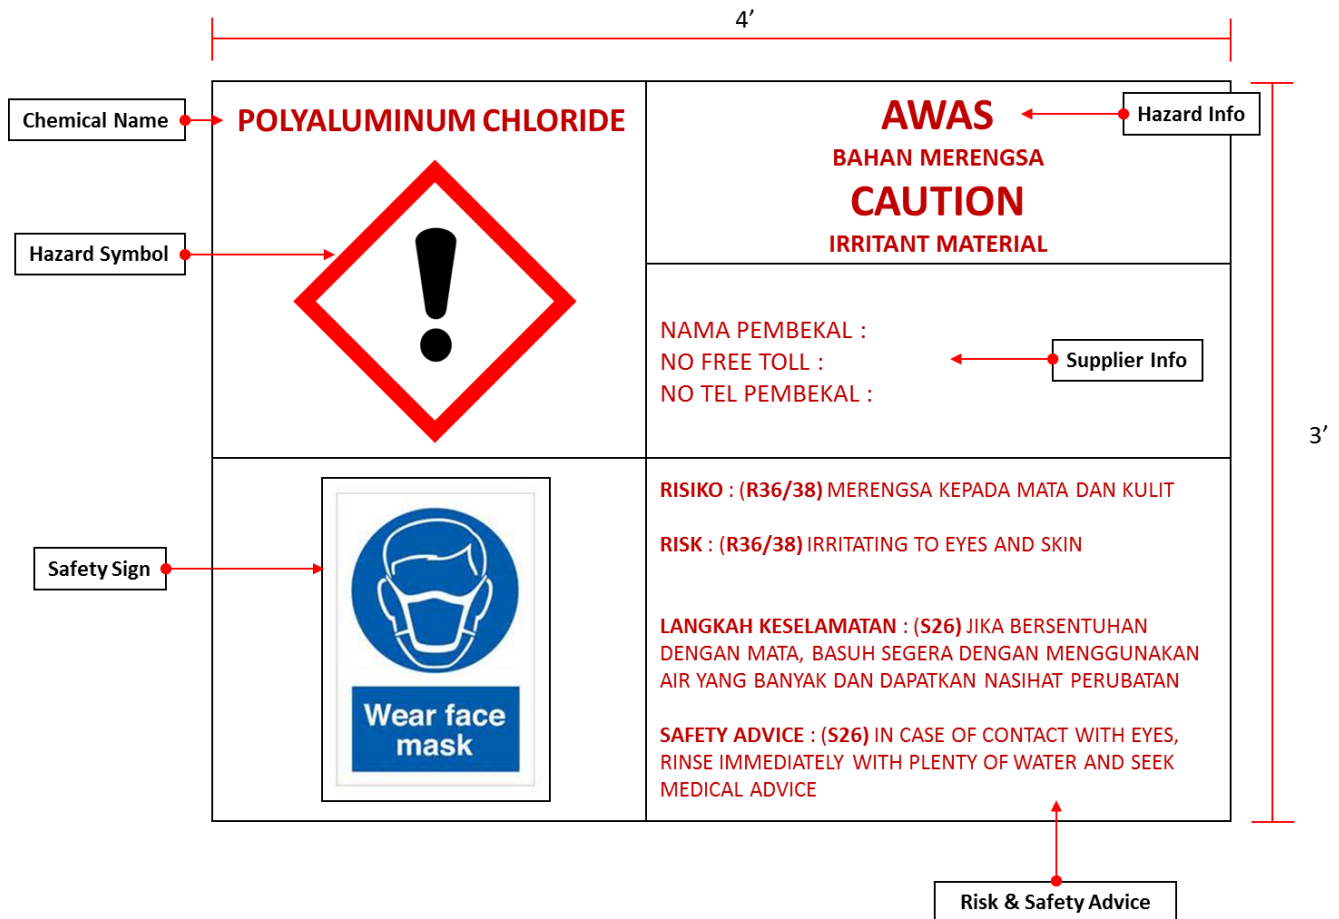 4’
Chemical Name
POLYALUMINUM CHLORIDE
AWAS
Hazard Info
BAHAN MERENGSA
CAUTION
IRRITANT MATERIAL
Hazard Symbol
NAMA PEMBEKAL :
NO FREE TOLL :
NO TEL PEMBEKAL :
Supplier Info
3’
Safety Sign
Wear face
mask
RISIKO : (R36/38) MERENGSA KEPADA MATA DAN KULIT
RISK : (R36/38) IRRITATING TO EYES AND SKIN
LANGKAH KESELAMATAN : (S26) JIKA BERSENTUHAN
DENGAN MATA, BASUH SEGERA DENGAN MENGGUNAKAN
AIR YANG BANYAK DAN DAPATKAN NASIHAT PERUBATAN
SAFETY ADVICE : (S26) IN CASE OF CONTACT WITH EYES,
RINSE IMMEDIATELY WITH PLENTY OF WATER AND SEEK
MEDICAL ADVICE
Risk & Safety Advice